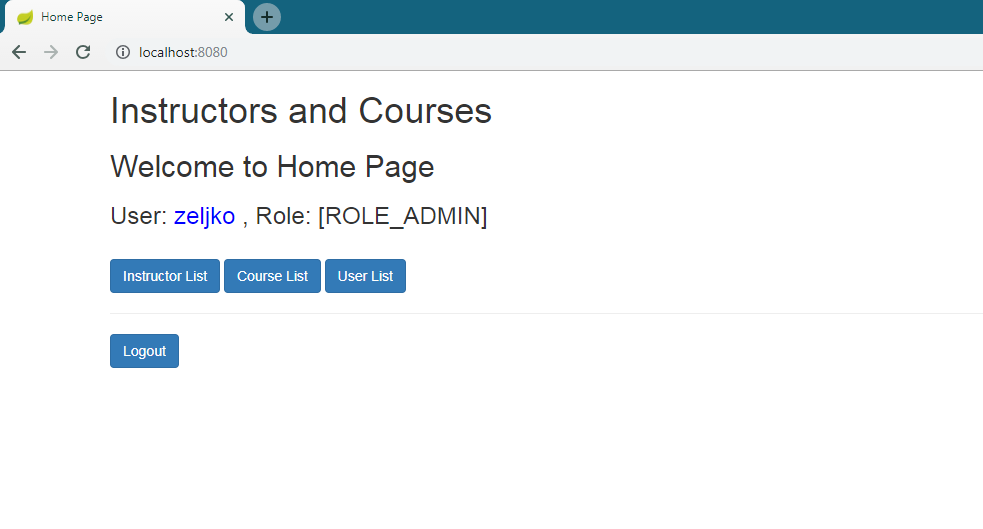 Home Page
localhost:8080
Instructors and Courses
Welcome to Home Page
User: zeljko , Role: [ROLE_ADMIN]
Instructor List Course List User List
Logout